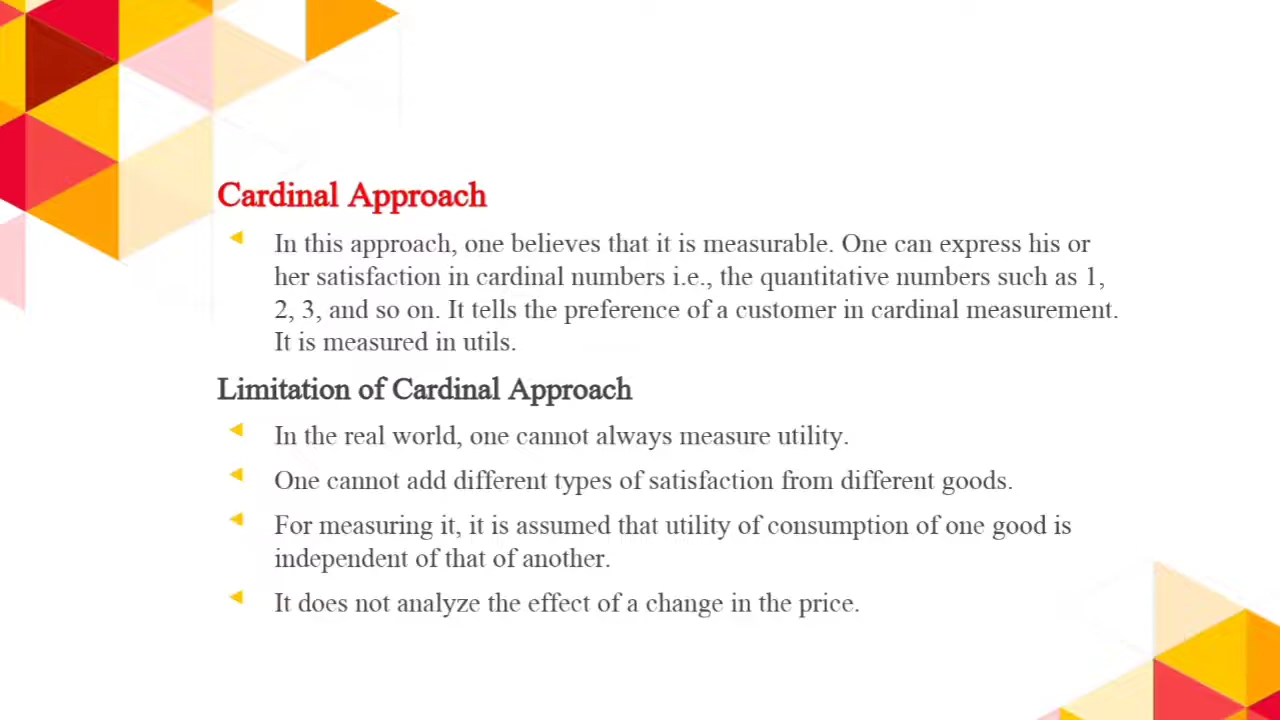 Cardinal Approach
In this approach, one believes that it is measurable. One can express his or
her satisfaction in cardinal numbers i.e., the quantitative numbers such as 1,
2, 3, and so on. It tells the preference of a customer in cardinal measurement.
It is measured in utils.
Limitation of Cardinal Approach
In the real world, one cannot always measure utility.
One cannot add different types of satisfaction from different goods.
For measuring it, it is assumed that utility of consumption of one good is
independent of that of another.
It does not analyze the effect of a change in the price.